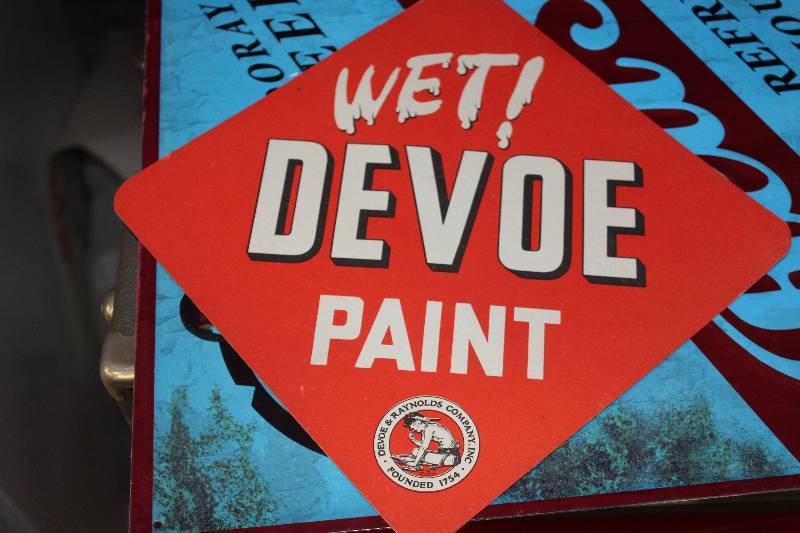 WET!
DEVOE
PAINT
DEVOE & RAYNOLDS COMPANY, INC.
FOUNDED 1754